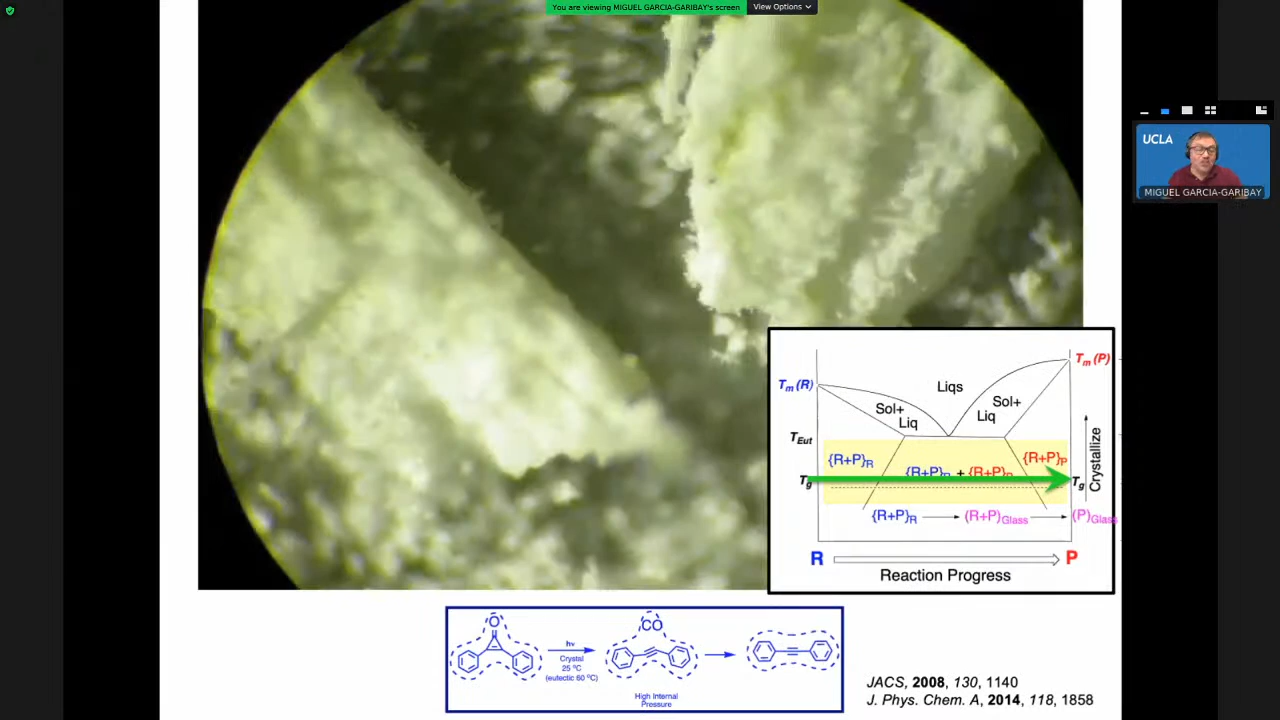 You are viewing MIGUEL GARCIA-GARIBAY's screen
View Options
UCLA
MIGUEL GARCIA-GARIBAY
Tm (P)
Tm (R)
Liqs
Sol+
Liq
Sol+
Liq
TEut
{R+P}R
{R+P}R + {R+P}P
{R+P}P
Tg
Tg
Crystallize
{R+P}R
(R+P)Glass
(P)Glass
R
P
Reaction Progress
O
hν
Crystal
25 ºC
(eutectic 60 ºC)
CO
High Internal
Pressure
JACS, 2008, 130, 1140
J. Phys. Chem. A, 2014, 118, 1858